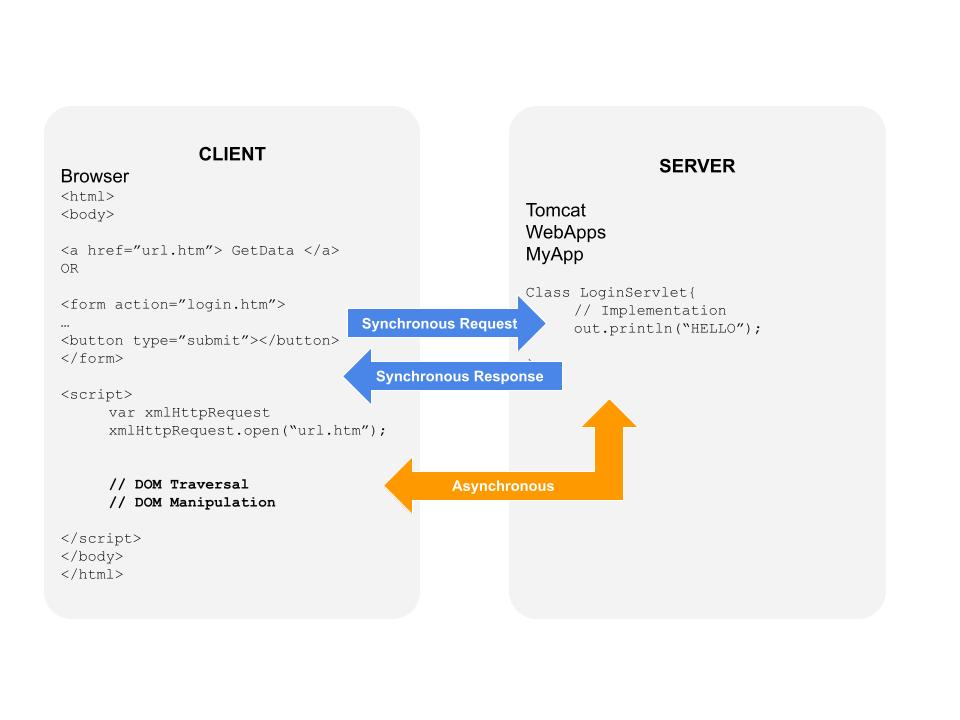 CLIENT
Browser
<html>
<body>
<a href=”url.htm”> GetData </a>
OR
<form action=”login.htm”>
…
<button type=”submit”></button>
</form>
<script>
var xmlHttpRequest
xmlHttpRequest.open(“url.htm”);
// DOM Traversal
// DOM Manipulation
</script>
</body>
</html>
Synchronous Request
Synchronous Response
Asynchronous
SERVER
Tomcat
WebApps
MyApp
Class LoginServlet{
// Implementation
out.println(“HELLO”);